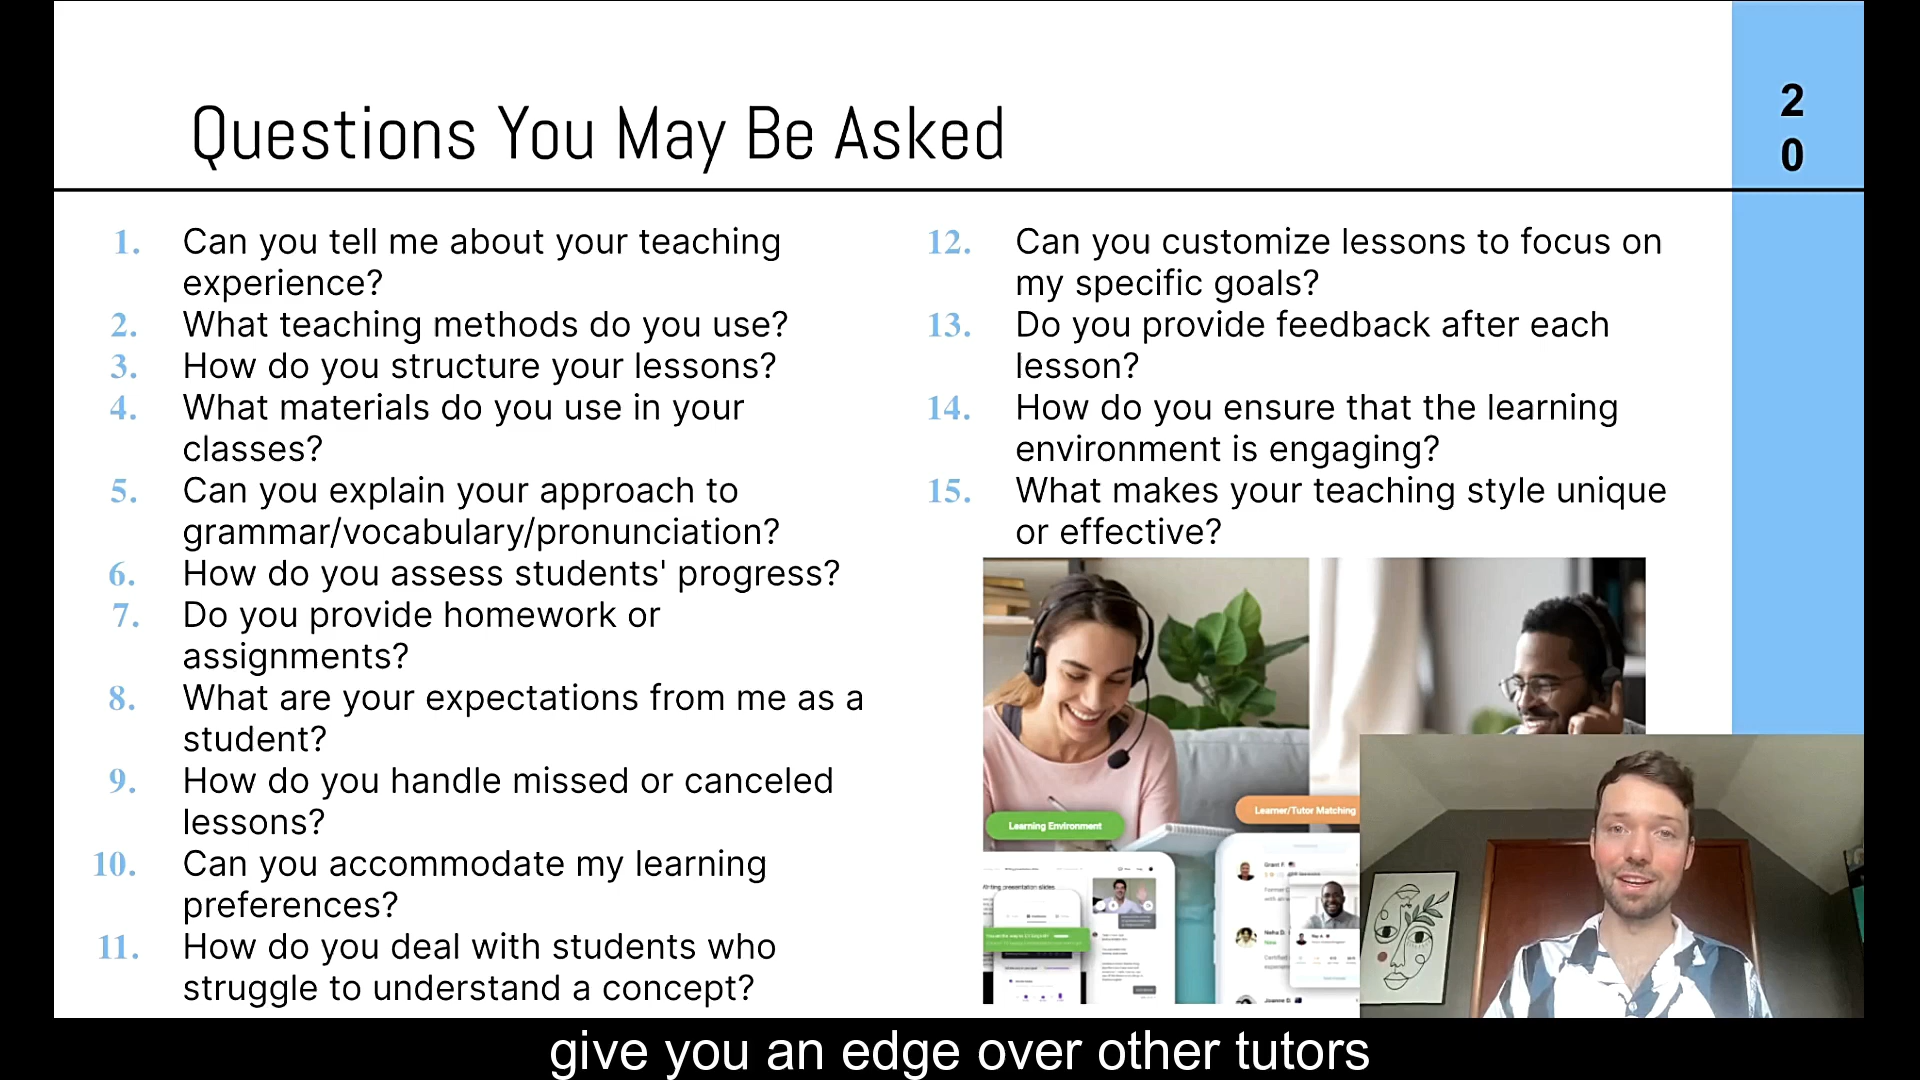 Questions You May Be Asked
2
0
1. Can you tell me about your teaching
experience?
2. What teaching methods do you use?
3. How do you structure your lessons?
4. What materials do you use in your
classes?
5. Can you explain your approach to
grammar/vocabulary/pronunciation?
6. How do you assess students' progress?
7. Do you provide homework or
assignments?
8. What are your expectations from me as a
student?
9. How do you handle missed or canceled
lessons?
10. Can you accommodate my learning
preferences?
11. How do you deal with students who
struggle to understand a concept?
12. Can you customize lessons to focus on
my specific goals?
13. Do you provide feedback after each
lesson?
14. How do you ensure that the learning
environment is engaging?
15. What makes your teaching style unique
or effective?
Learning Environment
Learner/Tutor Matching
Writing presentation slides
Grant F.
Neha D.
Joanne D.
give you an edge over other tutors